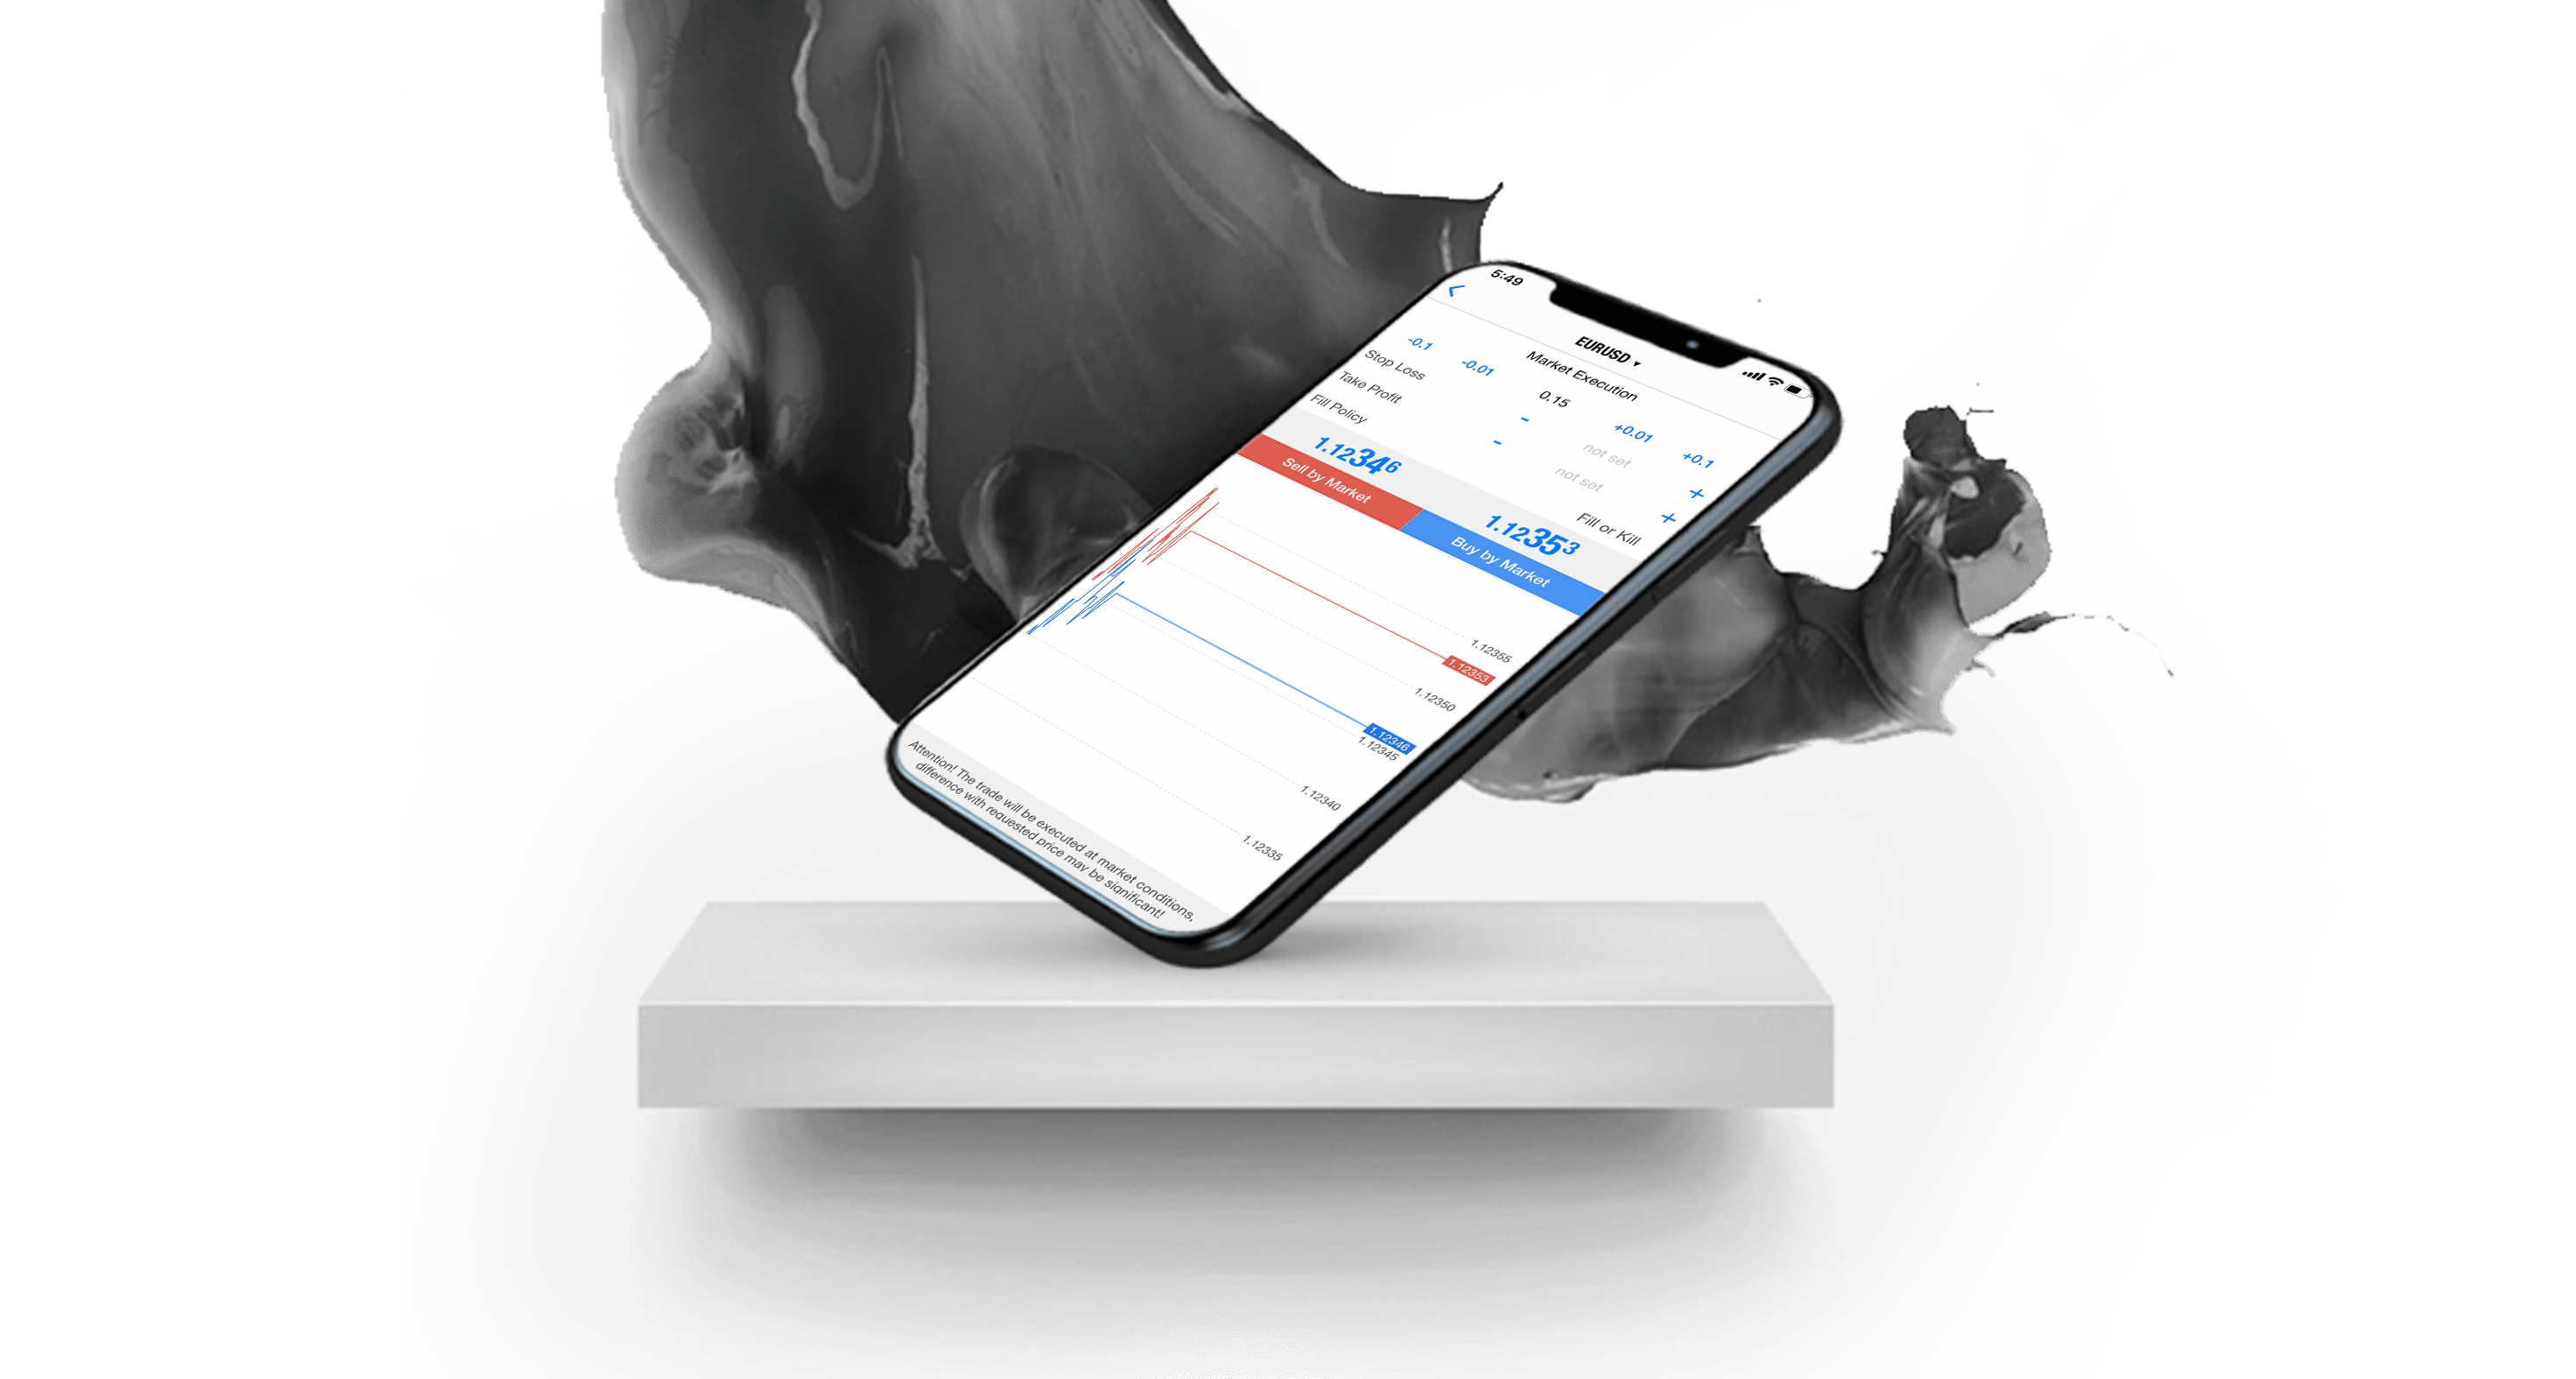 5:49
EURUSD ▾
Market Execution
-0.1 -0.01 0.15 +0.01 +0.1
Stop Loss - not set +
Take Profit - not set +
Fill Policy Fill or Kill
1.12346 1.12353
Sell by Market Buy by Market
1.12355
1.12353
1.12350
1.12346
1.12345
1.12340
1.12335
Attention! The trade will be executed at market conditions,
difference with requested price may be significant!